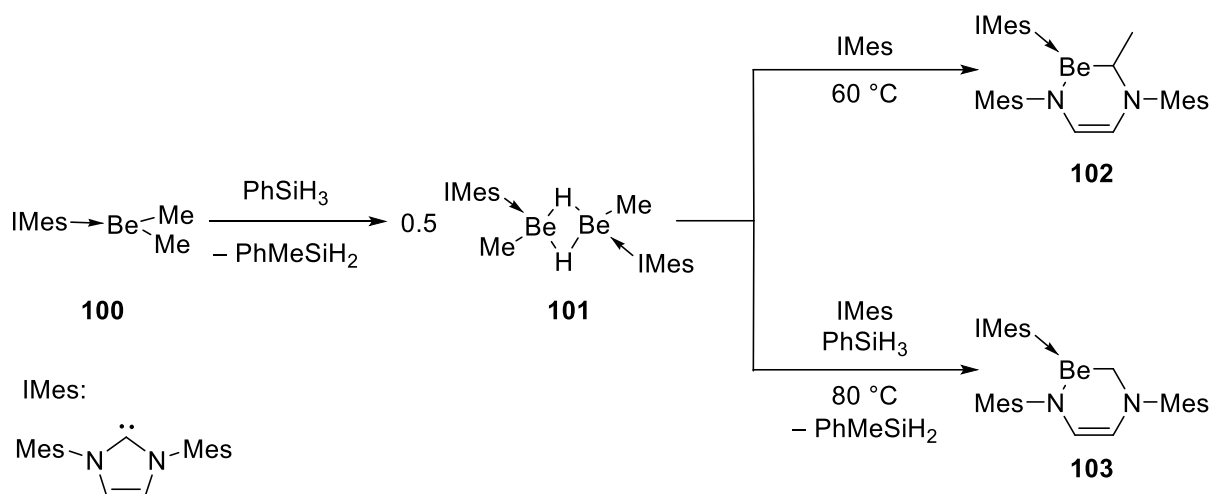 IMes
Be
Me
Me
100
PhSiH3
– PhMeSiH2
0.5
IMes
H
Me
Be
Be
Me
H
IMes
101
IMes
60 °C
IMes
Be
Mes
N
N
Mes
102
IMes
PhSiH3
80 °C
– PhMeSiH2
IMes
Be
Mes
N
N
Mes
103
IMes:
Mes
N
N
Mes